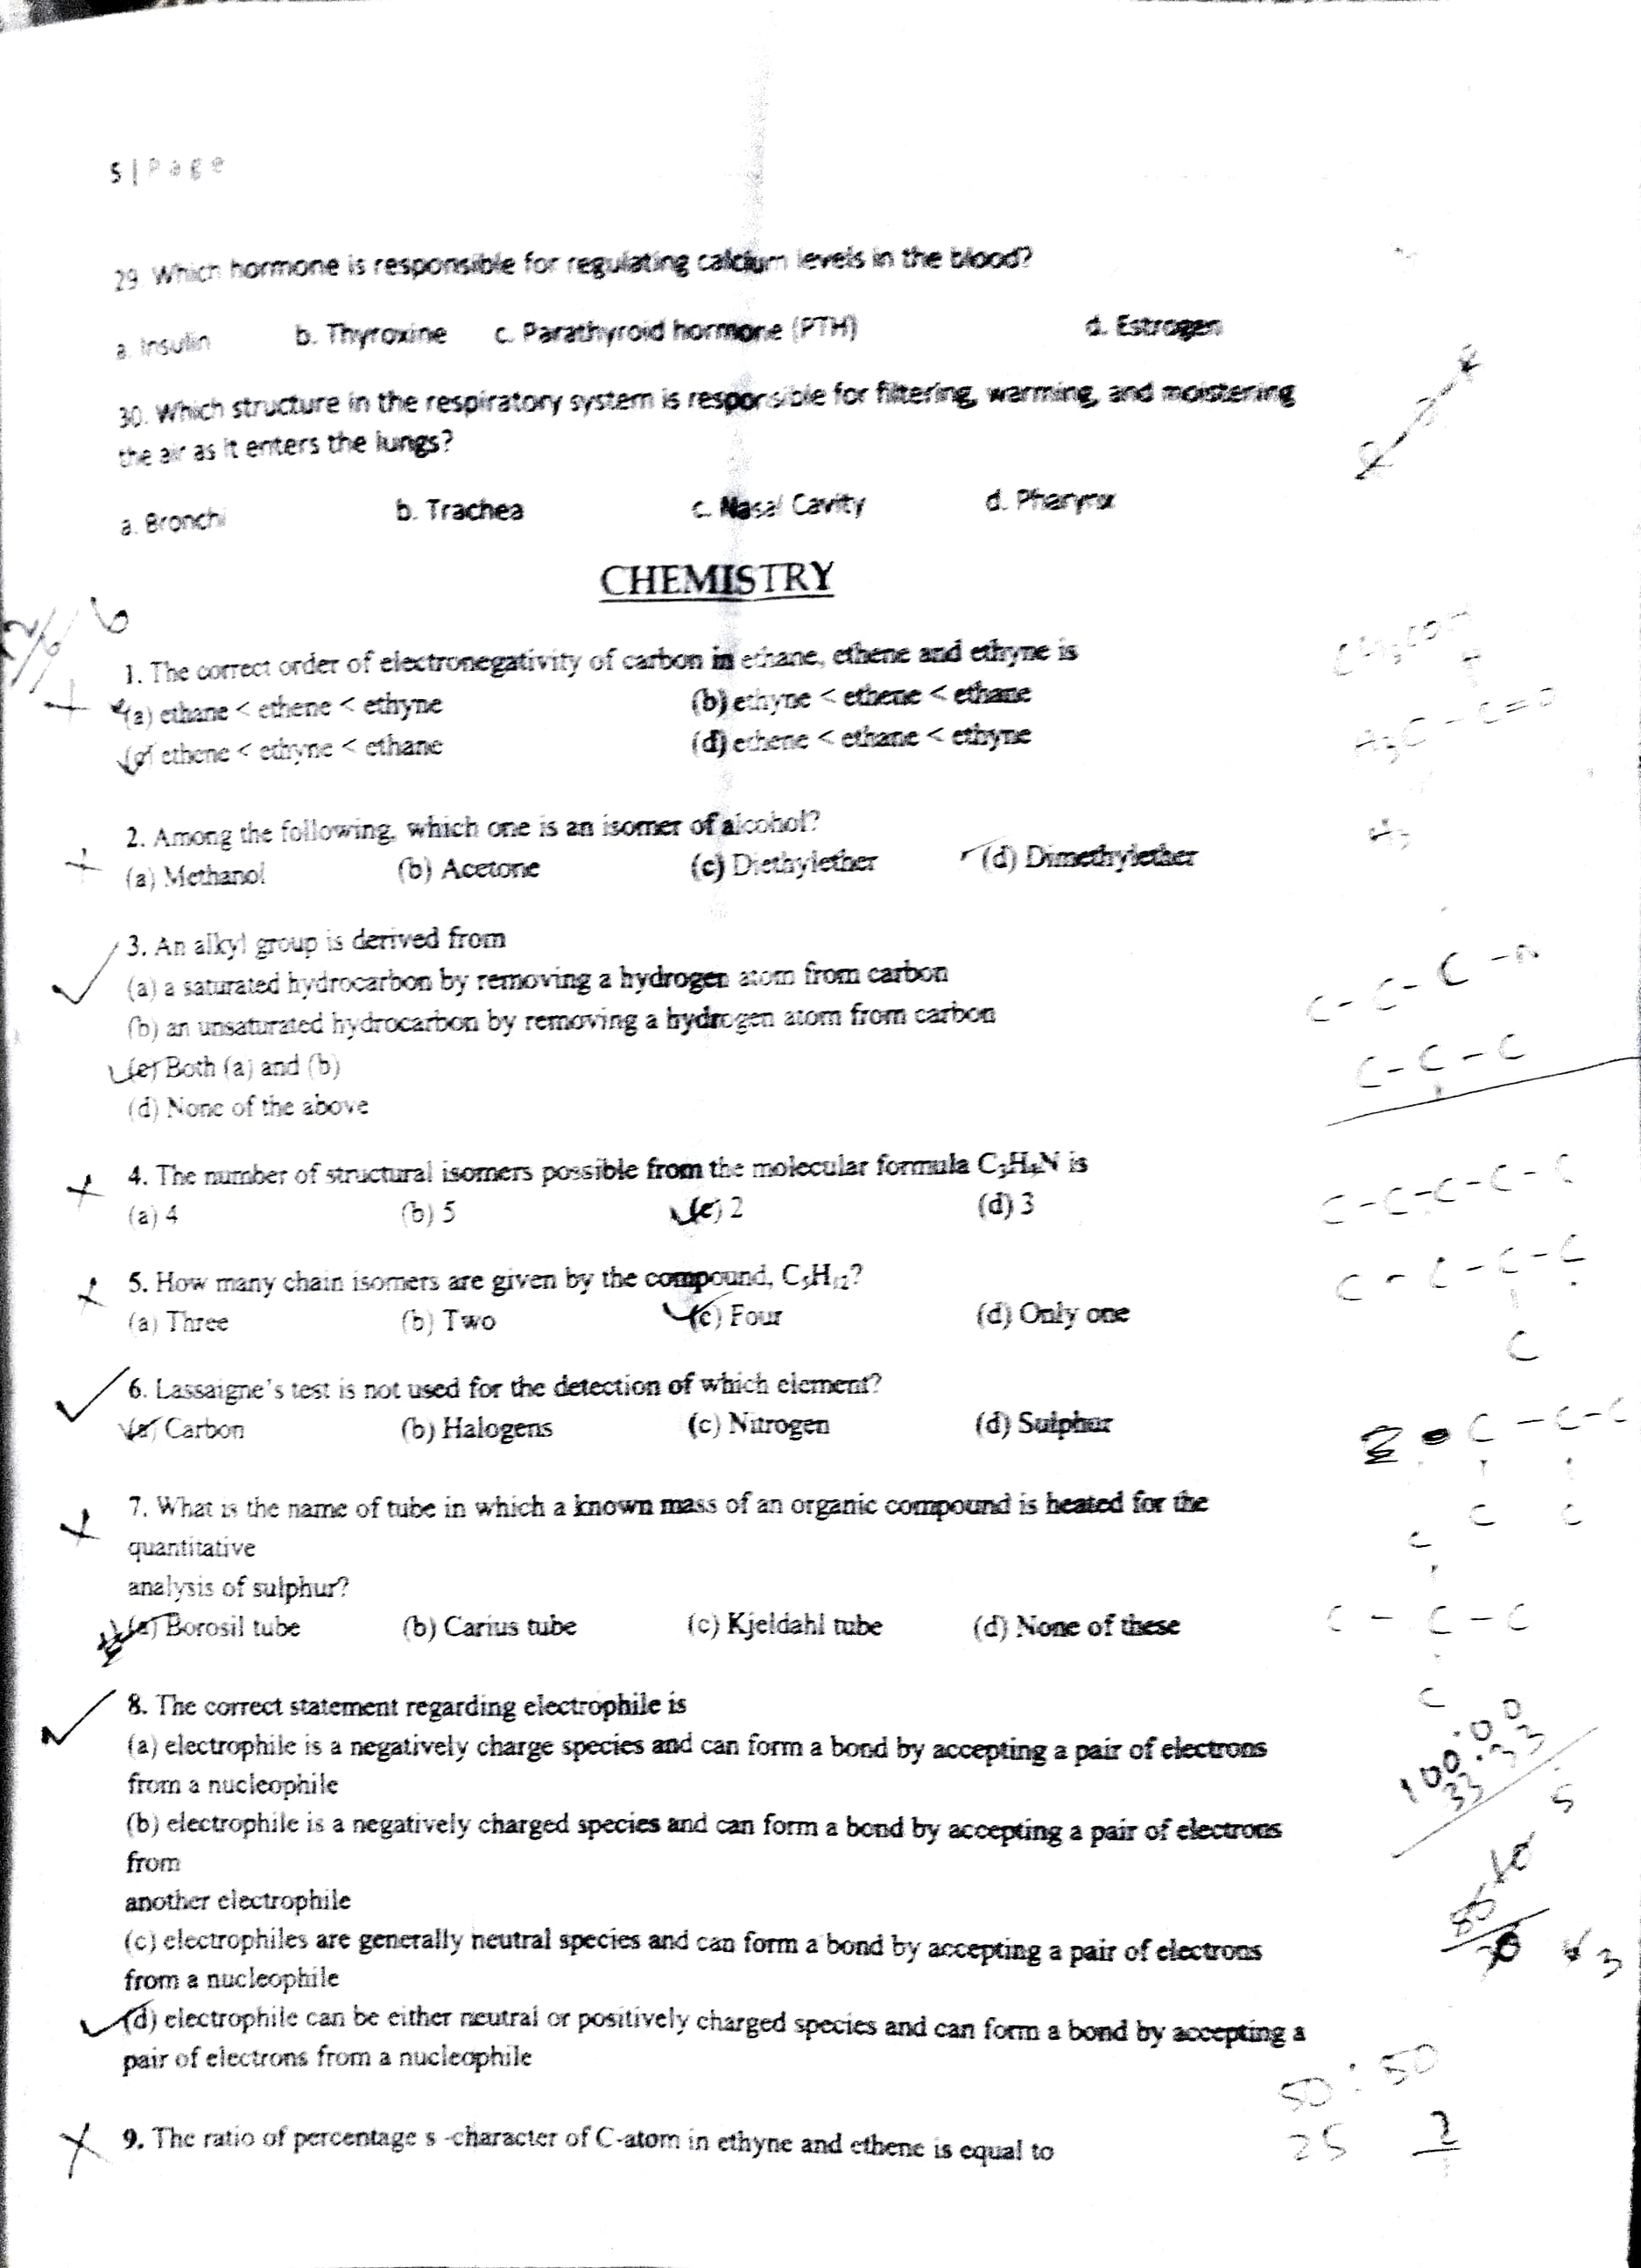 5 | Page
29. Which hormone is responsible for regulating calcium levels in the blood?
a. Insulin b. Thyroxine c. Parathyroid hormone (PTH) d. Estrogen
30. Which structure in the respiratory system is responsible for filtering, warming, and moistering
the air as it enters the lungs?
a. Bronchi b. Trachea c. Nasal Cavity d. Pharynx
CHEMISTRY
1. The correct order of electronegativity of carbon in ethane, ethene and ethyne is
(a) ethane < ethene < ethyne (b) ethyne < ethene < ethane
(c) ethene < ethyne < ethane (d) ethene < ethane < ethyne
2. Among the following, which one is an isomer of alcohol?
(a) Methanol (b) Acetone (c) Diethylether (d) Dimethylether
3. An alkyl group is derived from
(a) a saturated hydrocarbon by removing a hydrogen atom from carbon
(b) an unsaturated hydrocarbon by removing a hydrogen atom from carbon
(c) Both (a) and (b)
(d) None of the above
4. The number of structural isomers possible from the molecular formula C₃H₉N is
(a) 4 (b) 5 (c) 2 (d) 3
5. How many chain isomers are given by the compound, C₅H₁₂?
(a) Three (b) Two (c) Four (d) Only one
6. Lassaigne's test is not used for the detection of which element?
(a) Carbon (b) Halogens (c) Nitrogen (d) Sulphur
7. What is the name of tube in which a known mass of an organic compound is heated for the
quantitative
analysis of sulphur?
(a) Borosil tube (b) Carius tube (c) Kjeldahl tube (d) None of these
8. The correct statement regarding electrophile is
(a) electrophile is a negatively charge species and can form a bond by accepting a pair of electrons
from a nucleophile
(b) electrophile is a negatively charged species and can form a bond by accepting a pair of electrons
from
another electrophile
(c) electrophiles are generally neutral species and can form a bond by accepting a pair of electrons
from a nucleophile
(d) electrophile can be either neutral or positively charged species and can form a bond by accepting a
pair of electrons from a nucleophile
9. The ratio of percentage s -character of C-atom in ethyne and ethene is equal to
C - C - C
C - C - C - C - C
C - C - C - C
C
C - C - C
C
100.00
33.33
50 : 50
25